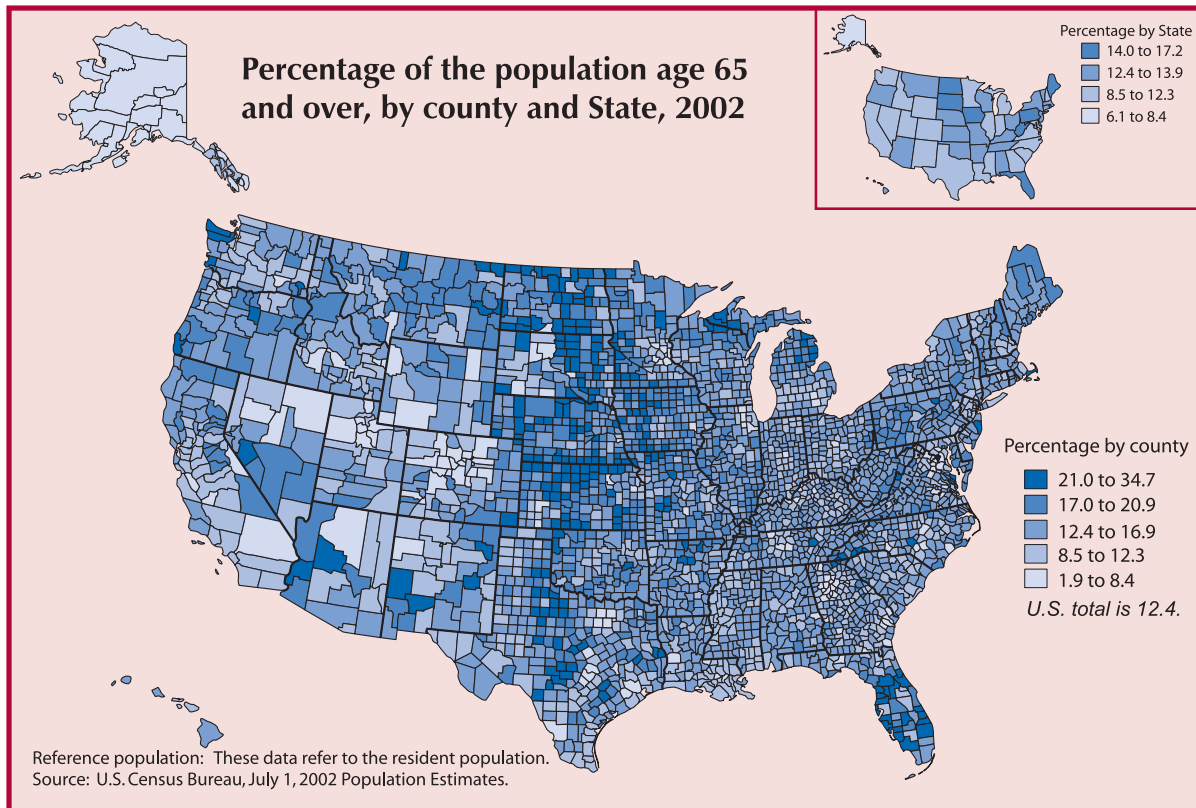 Percentage of the population age 65
and over, by county and State, 2002
Percentage by State
14.0 to 17.2
12.4 to 13.9
8.5 to 12.3
6.1 to 8.4
Percentage by county
21.0 to 34.7
17.0 to 20.9
12.4 to 16.9
8.5 to 12.3
1.9 to 8.4
U.S. total is 12.4.
Reference population: These data refer to the resident population.
Source: U.S. Census Bureau, July 1, 2002 Population Estimates.